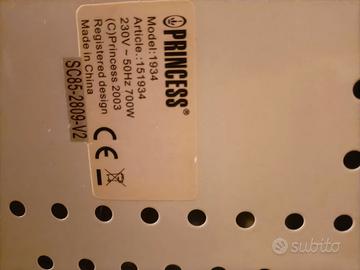 PRINCESS®
Model: 1934
Article.: 151934
230V ~ 50Hz 700W
(C)Princess 2003
Registered design
Made in China
CE
SC85-2809-V2
subito